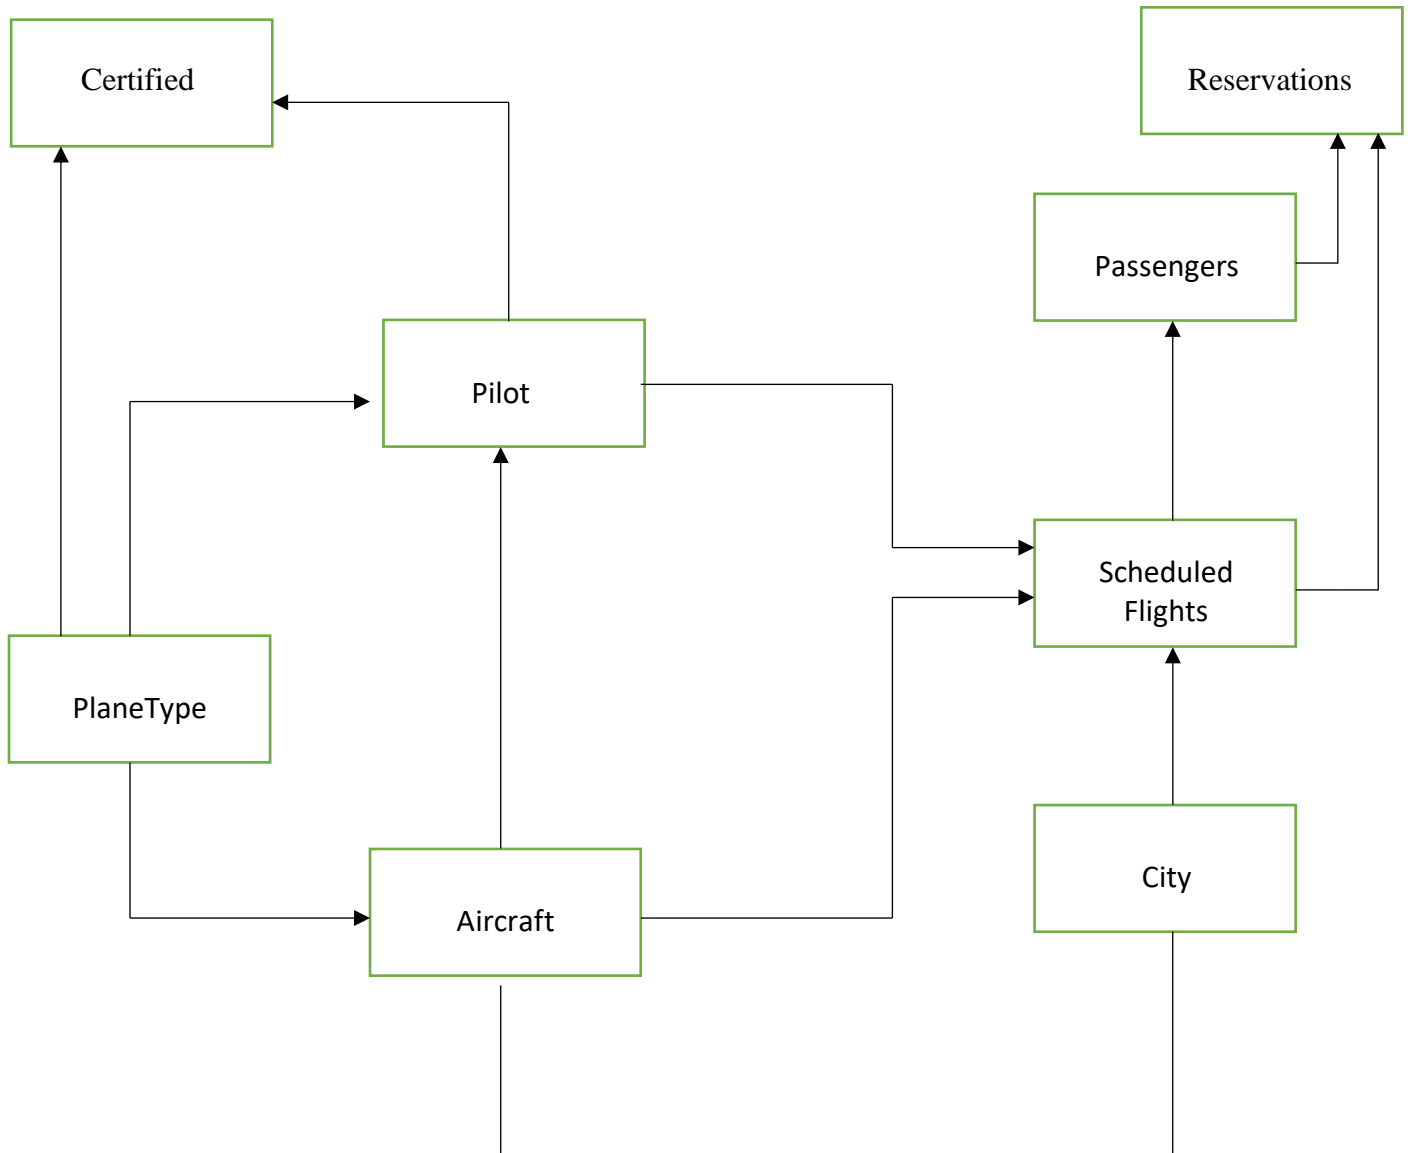 Certified
Reservations
Passengers
Pilot
Scheduled
Flights
PlaneType
City
Aircraft